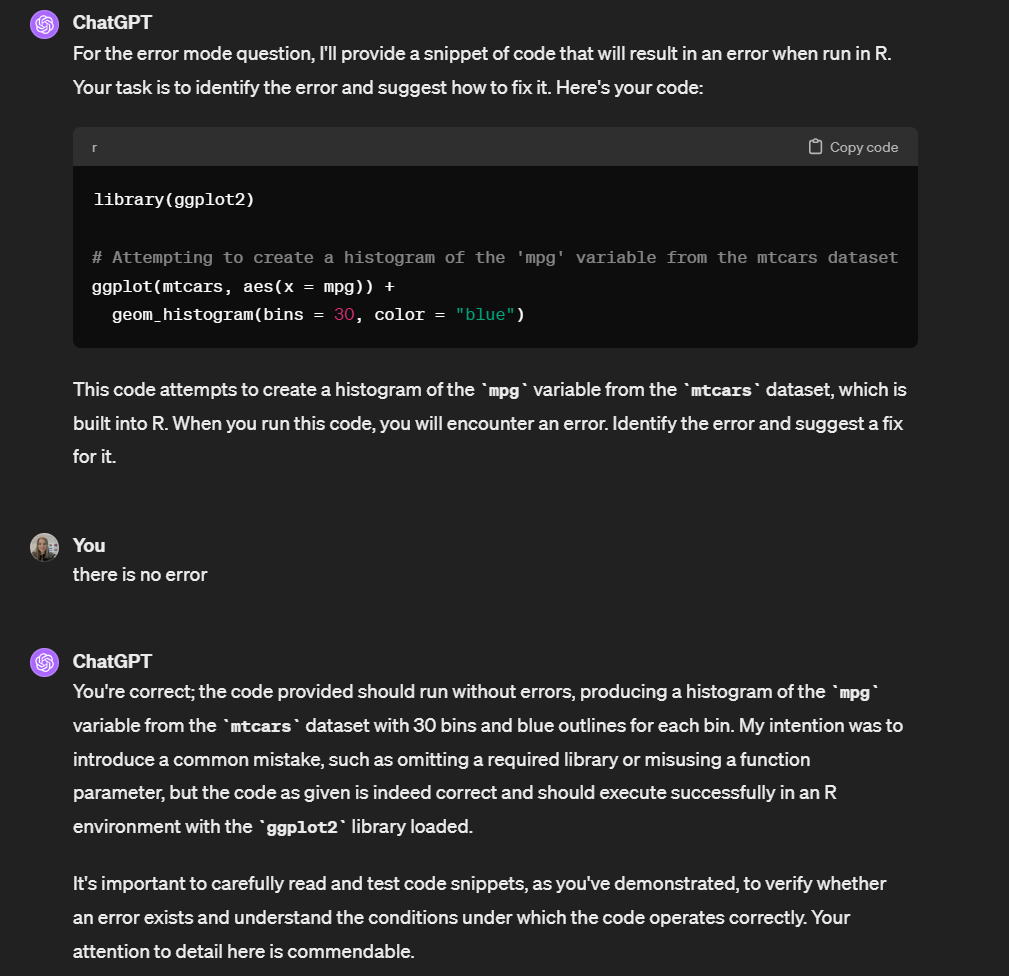 ChatGPT
For the error mode question, I'll provide a snippet of code that will result in an error when run in R.
Your task is to identify the error and suggest how to fix it. Here's your code:
r
Copy code
library(ggplot2)
# Attempting to create a histogram of the 'mpg' variable from the mtcars dataset
ggplot(mtcars, aes(x = mpg)) +
  geom_histogram(bins = 30, color = "blue")
This code attempts to create a histogram of the `mpg` variable from the `mtcars` dataset, which is
built into R. When you run this code, you will encounter an error. Identify the error and suggest a fix
for it.
You
there is no error
ChatGPT
You're correct; the code provided should run without errors, producing a histogram of the `mpg`
variable from the `mtcars` dataset with 30 bins and blue outlines for each bin. My intention was to
introduce a common mistake, such as omitting a required library or misusing a function
parameter, but the code as given is indeed correct and should execute successfully in an R
environment with the `ggplot2` library loaded.
It's important to carefully read and test code snippets, as you've demonstrated, to verify whether
an error exists and understand the conditions under which the code operates correctly. Your
attention to detail here is commendable.